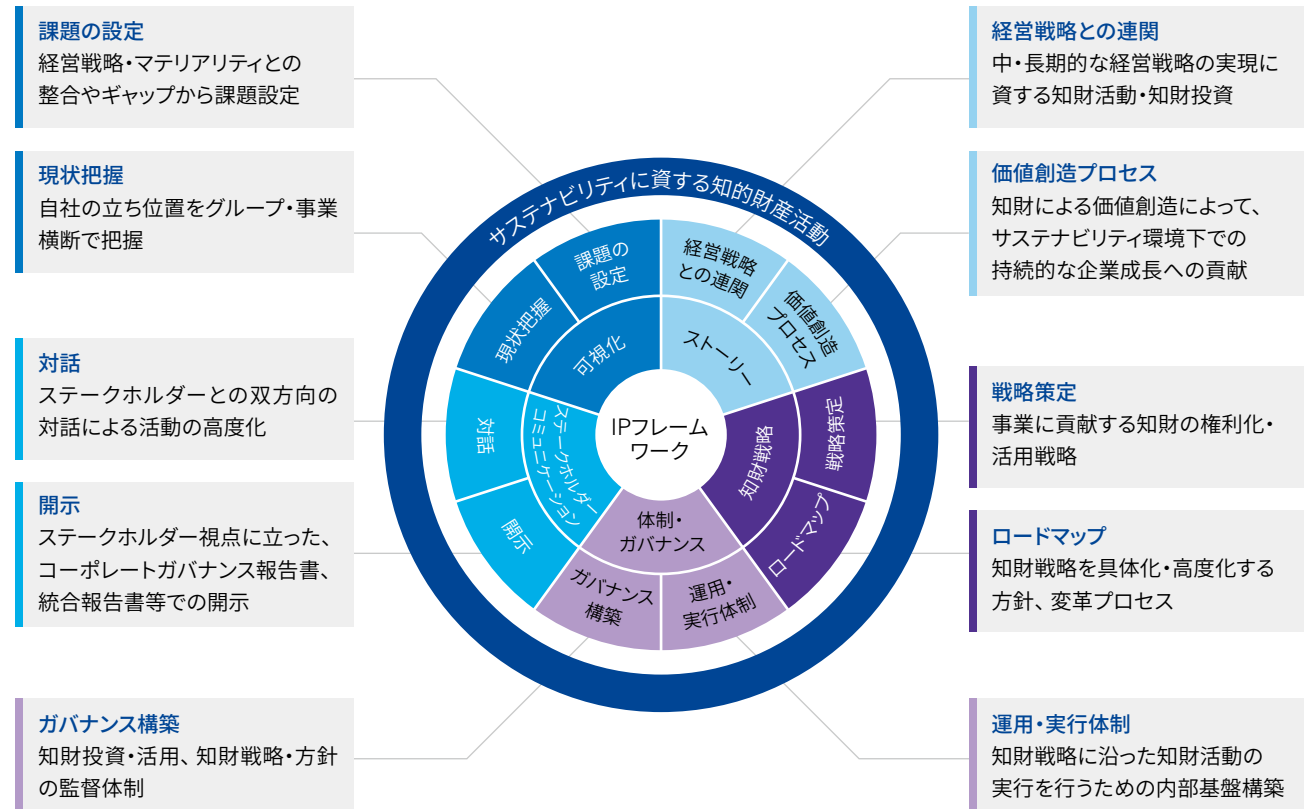 課題の設定
経営戦略・マテリアリティとの
整合やギャップから課題設定
現状把握
自社の立ち位置をグループ・事業
横断で把握
対話
ステークホルダーとの双方向の
対話による活動の高度化
開示
ステークホルダー視点に立った、
コーポレートガバナンス報告書、
統合報告書等での開示
ガバナンス構築
知財投資・活用、知財戦略・方針
の監督体制
サステナビリティに資する知的財産活動
課題の
設定
経営戦略
との連関
現状把握
価値創造
プロセス
可視化
ストーリー
対話
ステークホルダー
コミュニケーション
IPフレーム
ワーク
知財戦略
戦略策定
開示
体制・
ガバナンス
ロードマップ
ガバナンス
構築
運用・
実行体制
経営戦略との連関
中・長期的な経営戦略の実現に
資する知財活動・知財投資
価値創造プロセス
知財による価値創造によって、
サステナビリティ環境下での
持続的な企業成長への貢献
戦略策定
事業に貢献する知財の権利化・
活用戦略
ロードマップ
知財戦略を具体化・高度化する
方針、変革プロセス
運用・実行体制
知財戦略に沿った知財活動の
実行を行うための内部基盤構築